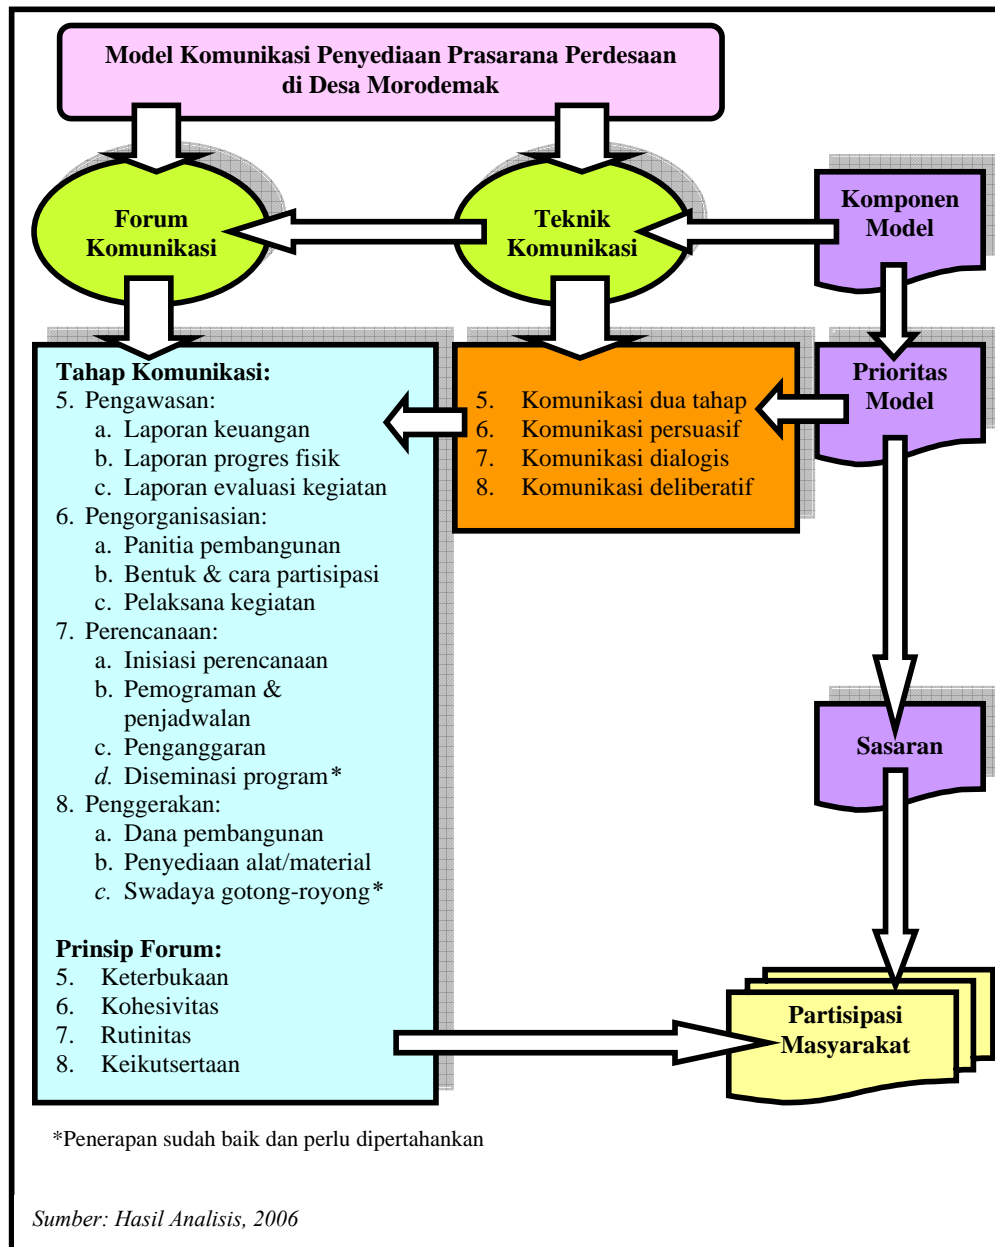 Model Komunikasi Penyediaan Prasarana Perdesaan
di Desa Morodemak
Forum
Komunikasi
Teknik
Komunikasi
Komponen
Model
Tahap Komunikasi:
5. Pengawasan:
a. Laporan keuangan
b. Laporan progres fisik
c. Laporan evaluasi kegiatan
6. Pengorganisasian:
a. Panitia pembangunan
b. Bentuk & cara partisipasi
c. Pelaksana kegiatan
7. Perencanaan:
a. Inisiasi perencanaan
b. Pemograman &
penjadwalan
c. Penganggaran
d. Diseminasi program*
8. Penggerakan:
a. Dana pembangunan
b. Penyediaan alat/material
c. Swadaya gotong-royong*
Prinsip Forum:
5. Keterbukaan
6. Kohesivitas
7. Rutinitas
8. Keikutsertaan
5. Komunikasi dua tahap
6. Komunikasi persuasif
7. Komunikasi dialogis
8. Komunikasi deliberatif
Prioritas
Model
Sasaran
Partisipasi
Masyarakat
*Penerapan sudah baik dan perlu dipertahankan
Sumber: Hasil Analisis, 2006